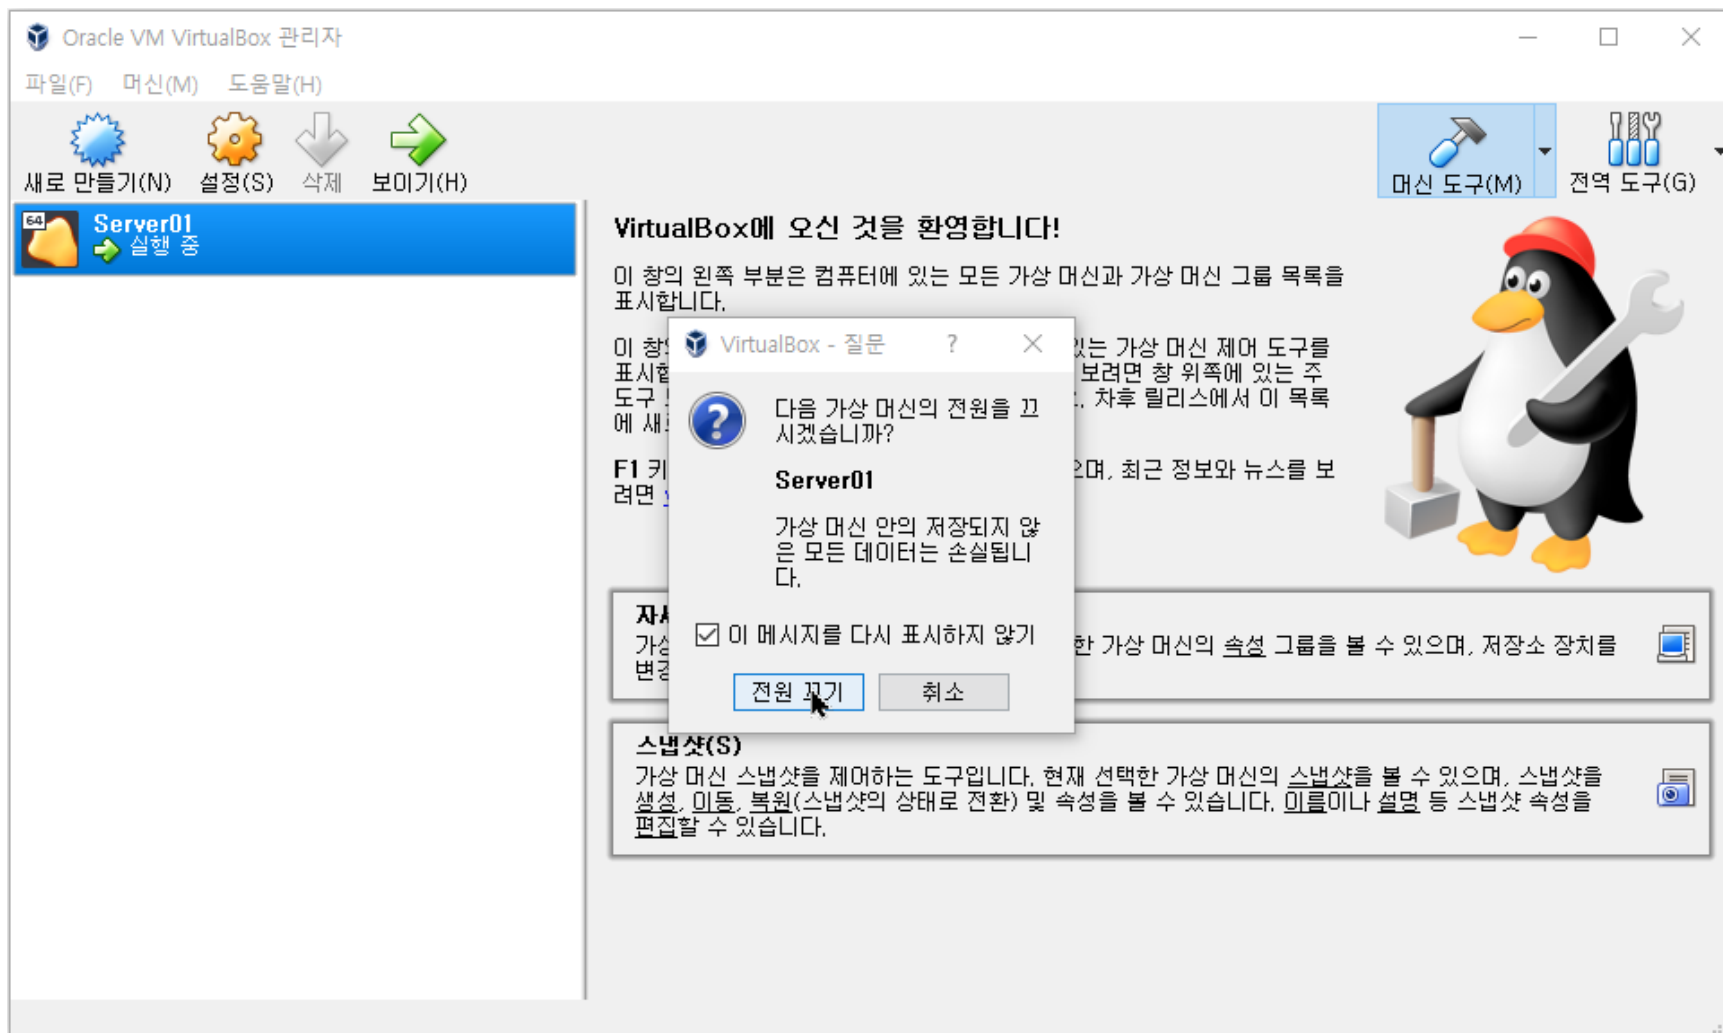 Oracle VM VirtualBox 관리자
파일(F) 머신(M) 도움말(H)
새로 만들기(N) 설정(S) 삭제 보이기(H) 머신 도구(M) 전역 도구(G)
64
Server01
실행 중
VirtualBox에 오신 것을 환영합니다!
이 창의 왼쪽 부분은 컴퓨터에 있는 모든 가상 머신과 가상 머신 그룹 목록을
표시합니다.
이 창 있는 가상 머신 제어 도구를
표시합 보려면 창 위쪽에 있는 주
도구 차후 릴리스에서 이 목록
에 새
F1 키 으며, 최근 정보와 뉴스를 보
려면
VirtualBox - 질문 ?
다음 가상 머신의 전원을 끄
시겠습니까?
Server01
가상 머신 안의 저장되지 않
은 모든 데이터는 손실됩니
다.
이 메시지를 다시 표시하지 않기
전원 끄기 취소
가상 한 가상 머신의 속성 그룹을 볼 수 있으며, 저장소 장치를
변경
스냅샷(S)
가상 머신 스냅샷을 제어하는 도구입니다. 현재 선택한 가상 머신의 스냅샷을 볼 수 있으며, 스냅샷을
생성, 이동, 복원(스냅샷의 상태로 전환) 및 속성을 볼 수 있습니다. 이름이나 설명 등 스냅샷 속성을
편집할 수 있습니다.